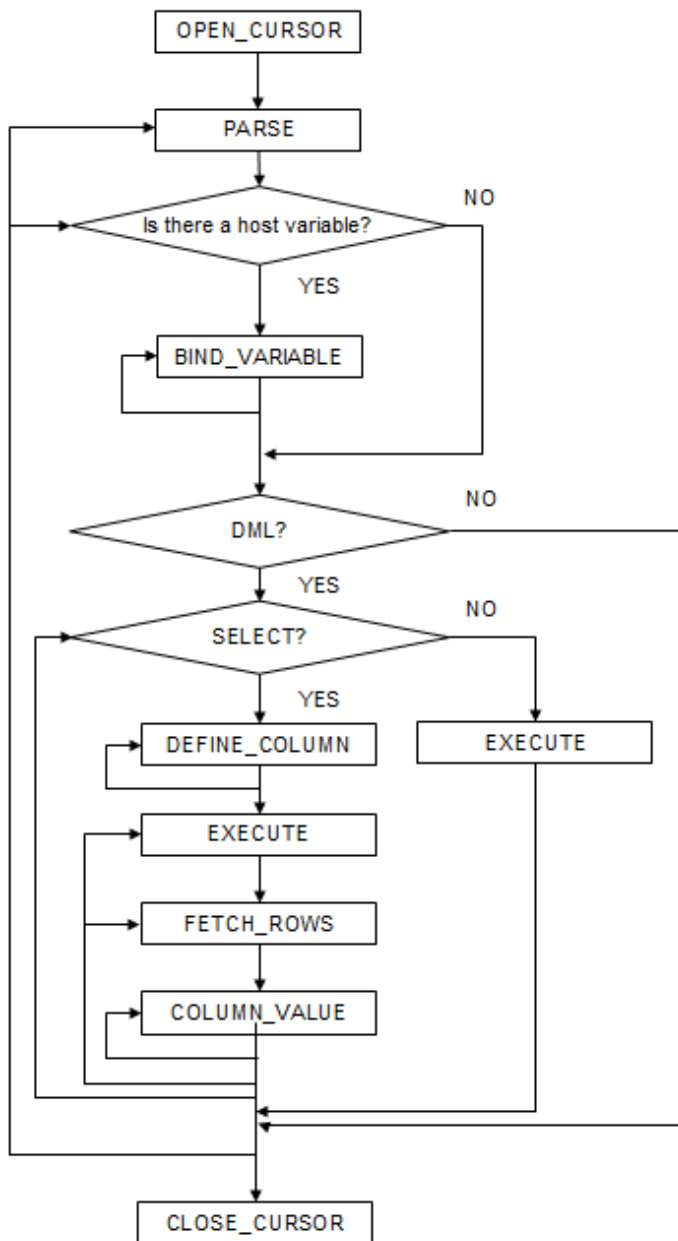 OPEN_CURSOR
PARSE
NO
Is there a host variable?
YES
BIND_VARIABLE
NO
DML?
YES
NO
SELECT?
YES
DEFINE_COLUMN
EXECUTE
EXECUTE
FETCH_ROWS
COLUMN_VALUE
CLOSE_CURSOR